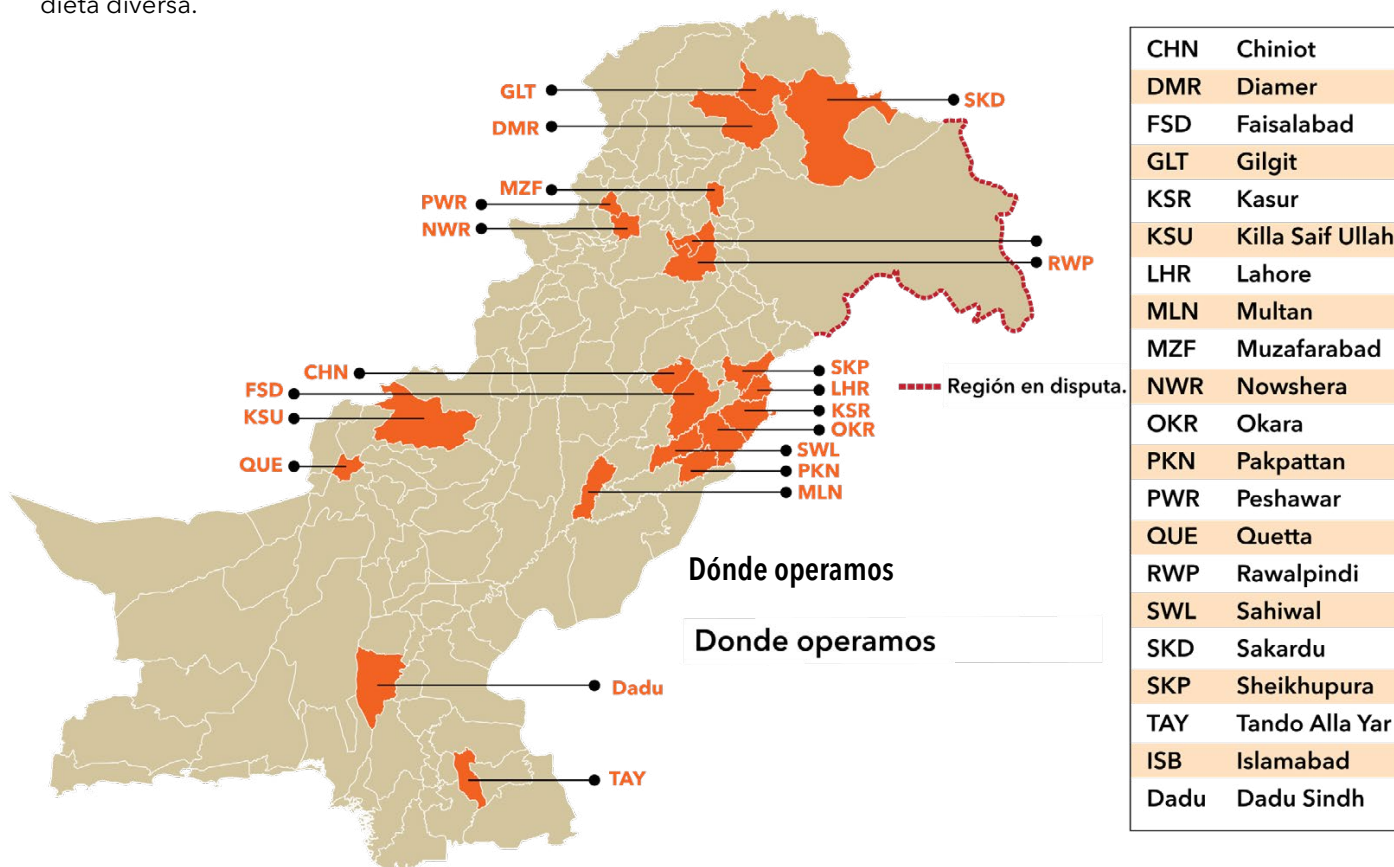 dieta diversa.
GLT
SKD
DMR
MZF
PWR
NWR
RWP
CHN
SKP
FSD
LHR
KSU
KSR
OKR
QUE
SWL
PKN
MLN
Región en disputa.
Dónde operamos
Donde operamos
Dadu
TAY
CHN Chiniot
DMR Diamer
FSD Faisalabad
GLT Gilgit
KSR Kasur
KSU Killa Saif Ullah
LHR Lahore
MLN Multan
MZF Muzafarabad
NWR Nowshera
OKR Okara
PKN Pakpattan
PWR Peshawar
QUE Quetta
RWP Rawalpindi
SWL Sahiwal
SKD Sakardu
SKP Sheikhupura
TAY Tando Alla Yar
ISB Islamabad
Dadu Dadu Sindh